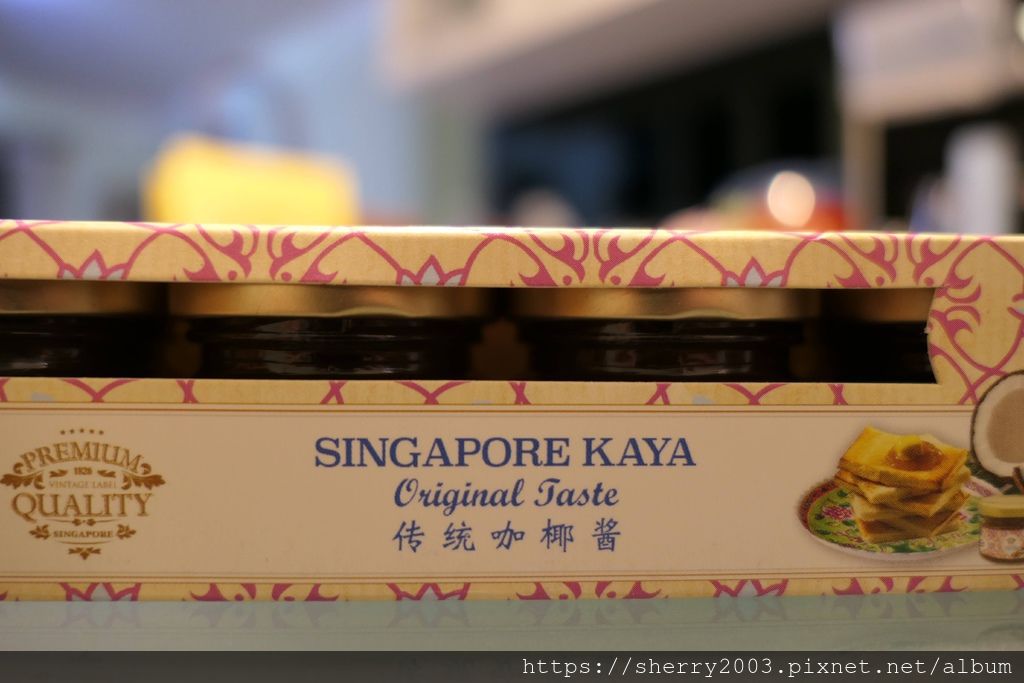 PREMIUM
1826
VINTAGE LABEL
QUALITY
SINGAPORE
SINGAPORE KAYA
Original Taste
传统咖椰酱
https://sherry2003.pixnet.net/album